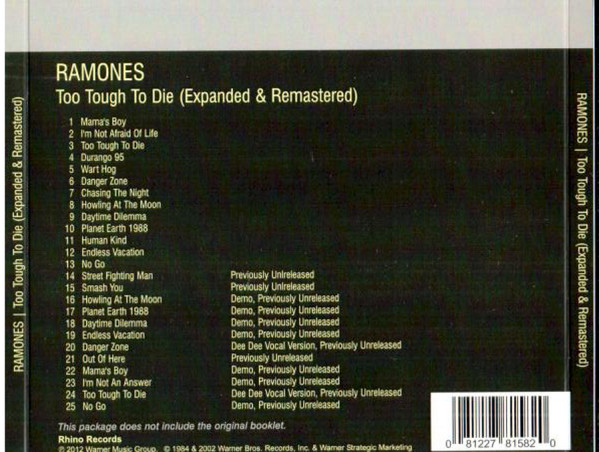 RAMONES
Too Tough To Die (Expanded & Remastered)
1 Mama's Boy
2 I'm Not Afraid Of Life
3 Too Tough To Die
4 Durango 95
5 Wart Hog
6 Danger Zone
7 Chasing The Night
8 Howling At The Moon
9 Daytime Dilemma
10 Planet Earth 1988
11 Human Kind
12 Endless Vacation
13 No Go
14 Street Fighting Man Previously Unreleased
15 Smash You Previously Unreleased
16 Howling At The Moon Demo, Previously Unreleased
17 Planet Earth 1988 Demo, Previously Unreleased
18 Daytime Dilemma Demo, Previously Unreleased
19 Endless Vacation Demo, Previously Unreleased
20 Danger Zone Dee Dee Vocal Version, Previously Unreleased
21 Out Of Here Previously Unreleased
22 Mama's Boy Demo, Previously Unreleased
23 I'm Not An Answer Demo, Previously Unreleased
24 Too Tough To Die Dee Dee Vocal Version, Previously Unreleased
25 No Go Demo, Previously Unreleased
This package does not include the original booklet.
Rhino Records
℗ 2012 Warner Music Group. © 1984 & 2002 Warner Bros. Records, Inc. & Warner Strategic Marketing
0 81227 81582 0
RAMONES | Too Tough To Die (Expanded & Remastered)
RAMONES | Too Tough To Die (Expanded & Remastered)